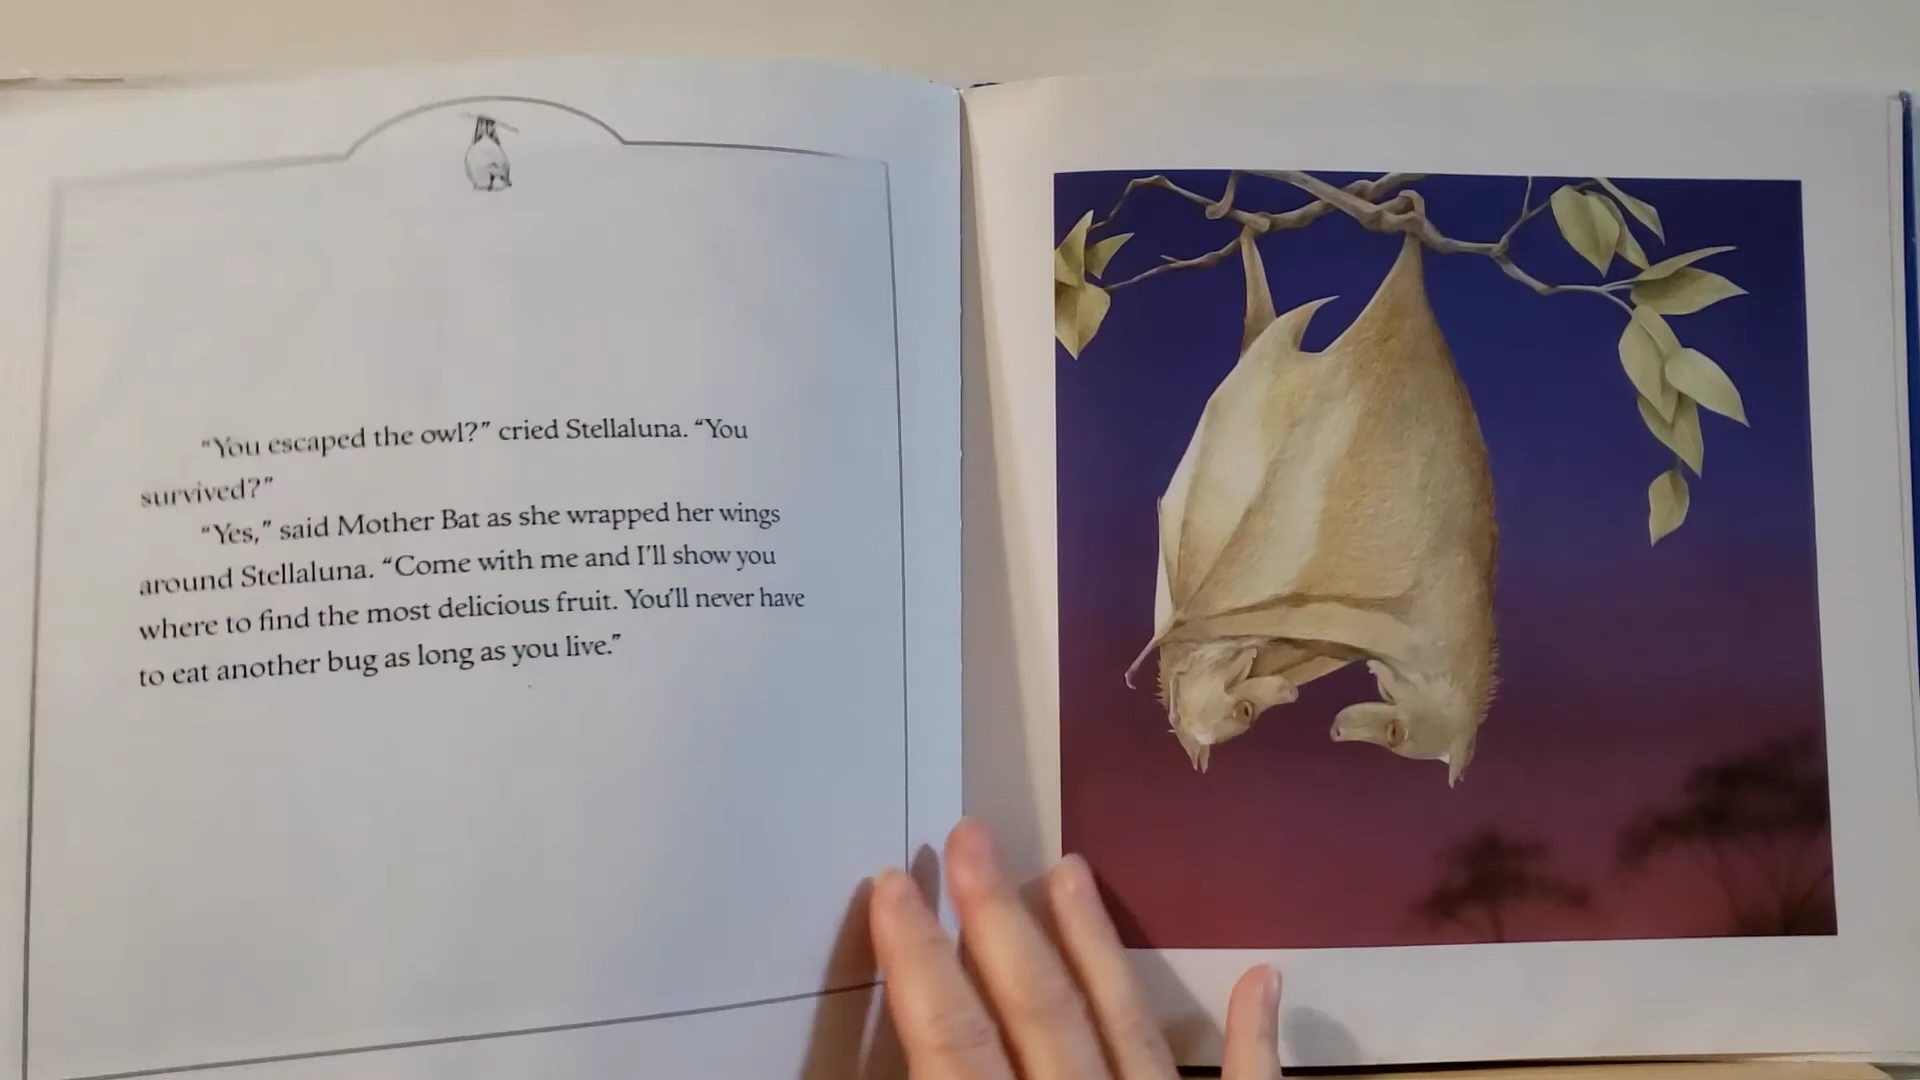 “You escaped the owl?” cried Stellaluna. “You
survived?”
“Yes,” said Mother Bat as she wrapped her wings
around Stellaluna. “Come with me and I’ll show you
where to find the most delicious fruit. You’ll never have
to eat another bug as long as you live.”